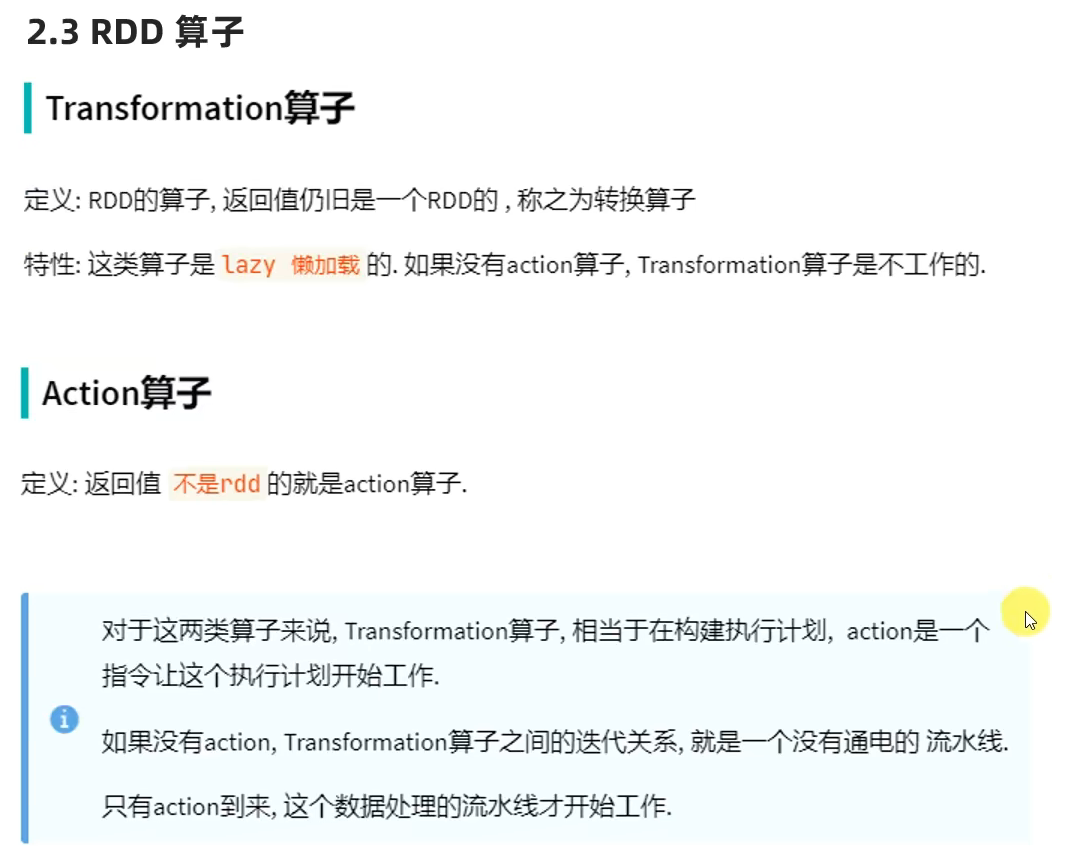 2.3 RDD 算子
Transformation算子
定义: RDD的算子, 返回值仍旧是一个RDD的 , 称之为转换算子
特性: 这类算子是 lazy 懒加载 的. 如果没有action算子, Transformation算子是不工作的.
Action算子
定义: 返回值 不是rdd 的就是action算子.
对于这两类算子来说, Transformation算子, 相当于在构建执行计划, action是一个
指令让这个执行计划开始工作.
如果没有action, Transformation算子之间的迭代关系, 就是一个没有通电的 流水线.
只有action到来, 这个数据处理的流水线才开始工作.